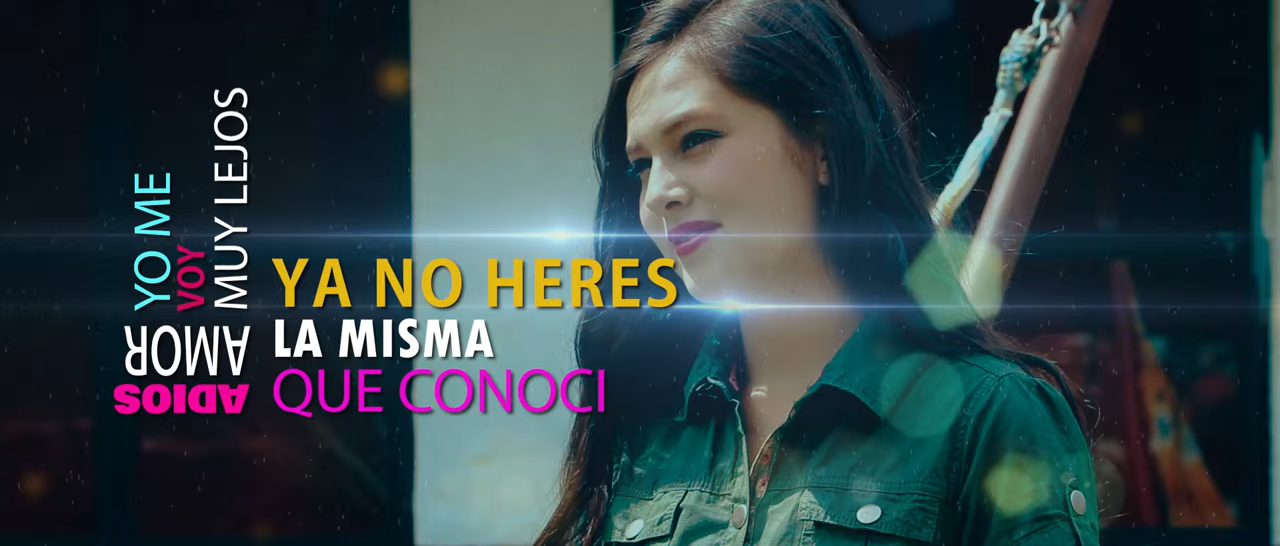 ADIOS
AMOR
YO ME
VOY
MUY LEJOS
YA NO HERES
LA MISMA
QUE CONOCI